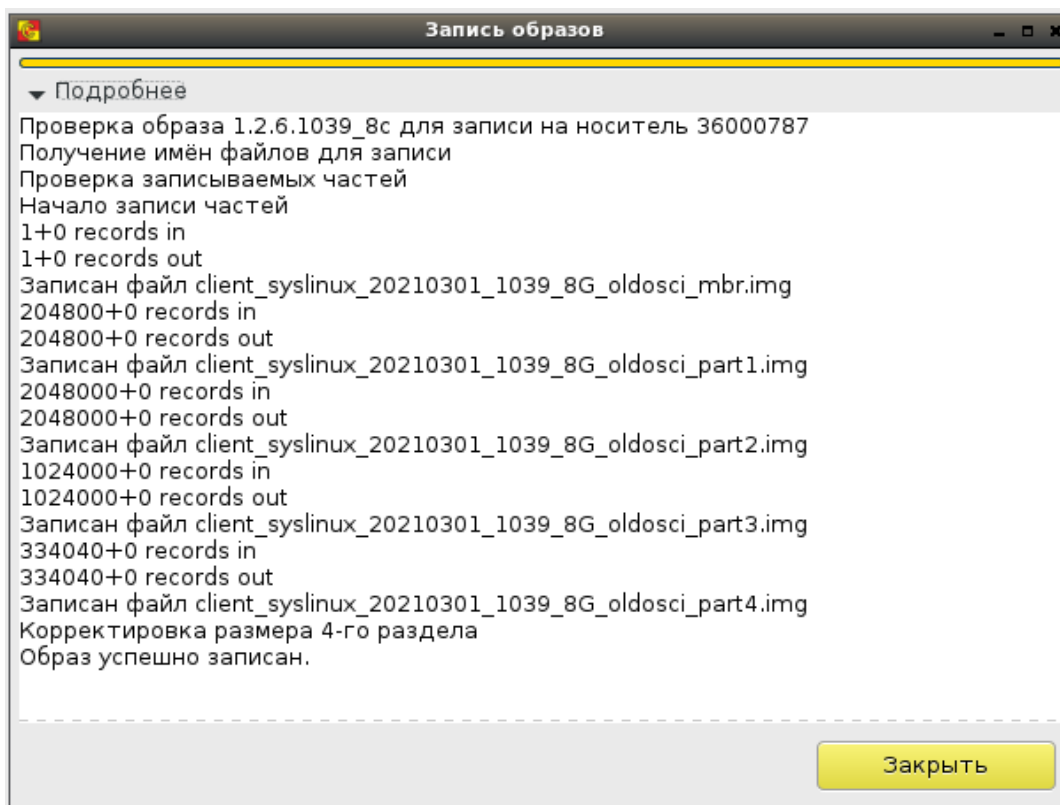 Запись образов
Подробнее
Проверка образа 1.2.6.1039_8c для записи на носитель 36000787
Получение имён файлов для записи
Проверка записываемых частей
Начало записи частей
1+0 records in
1+0 records out
Записан файл client_syslinux_20210301_1039_8G_oldosci_mbr.img
204800+0 records in
204800+0 records out
Записан файл client_syslinux_20210301_1039_8G_oldosci_part1.img
2048000+0 records in
2048000+0 records out
Записан файл client_syslinux_20210301_1039_8G_oldosci_part2.img
1024000+0 records in
1024000+0 records out
Записан файл client_syslinux_20210301_1039_8G_oldosci_part3.img
334040+0 records in
334040+0 records out
Записан файл client_syslinux_20210301_1039_8G_oldosci_part4.img
Корректировка размера 4-го раздела
Образ успешно записан.
Закрыть